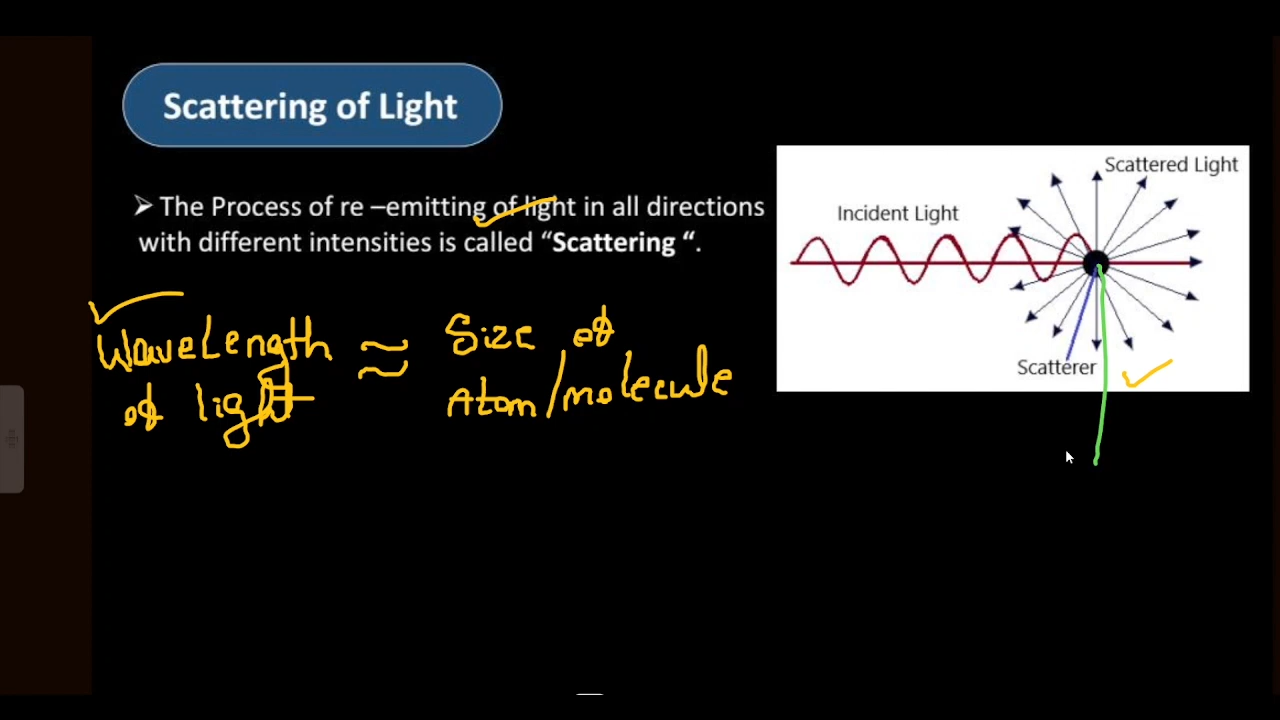 Scattering of Light
➢ The Process of re –emitting of light in all directions
with different intensities is called “Scattering “.
Scattered Light
Incident Light
Scatterer
Wavelength ≈ Size of
of light Atom/molecule